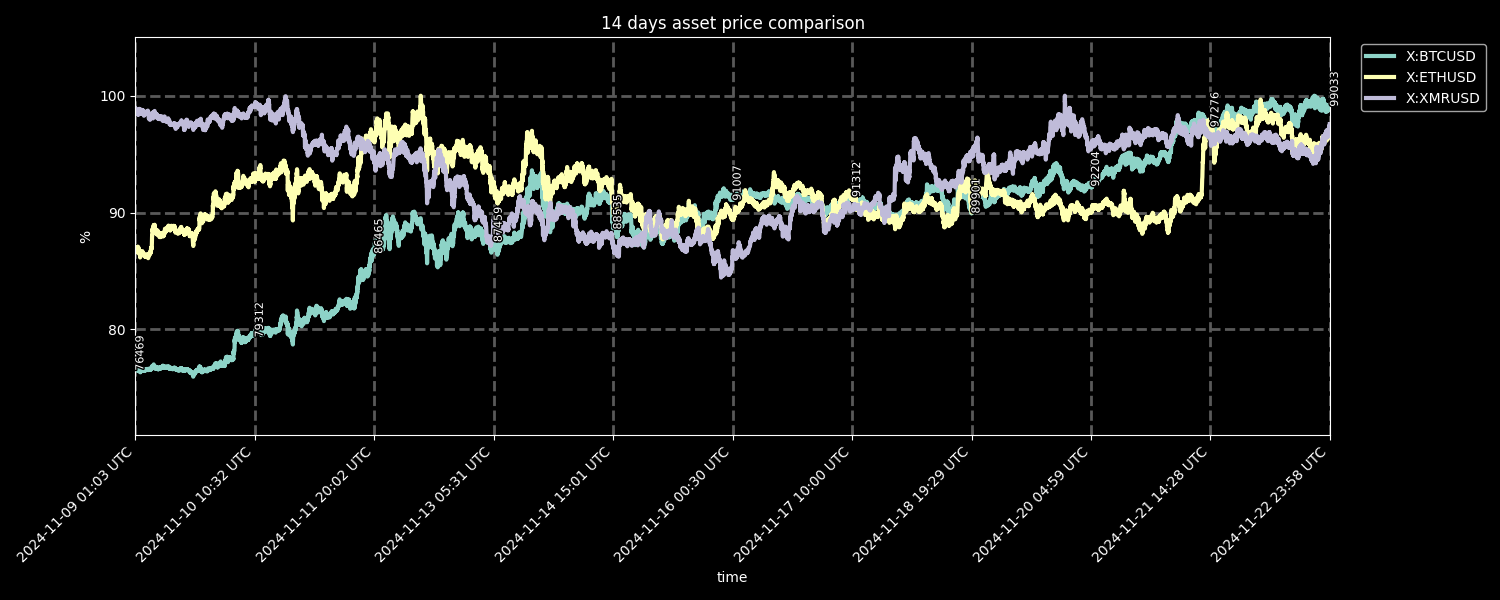 14 days asset price comparison
X:BTCUSD
X:ETHUSD
X:XMRUSD
100
90
80
%
76469
79312
86465
87459
88535
91007
91312
89901
92204
97276
99033
2024-11-09 01:03 UTC
2024-11-10 10:32 UTC
2024-11-11 20:02 UTC
2024-11-13 05:31 UTC
2024-11-14 15:01 UTC
2024-11-16 00:30 UTC
2024-11-17 10:00 UTC
2024-11-18 19:29 UTC
2024-11-20 04:59 UTC
2024-11-21 14:28 UTC
2024-11-22 23:58 UTC
time